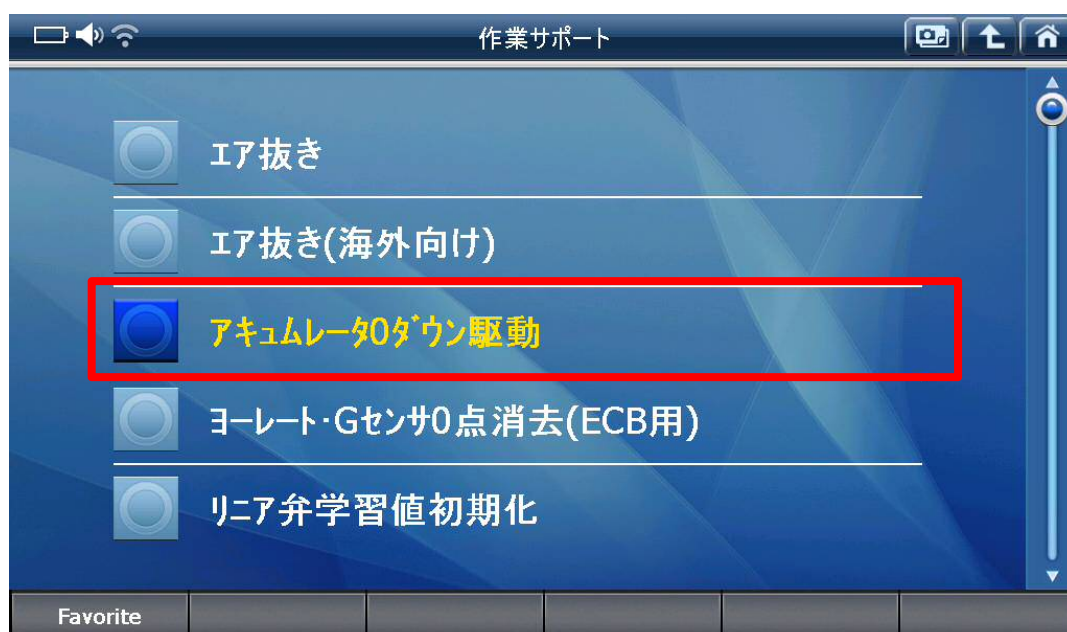 作業サポート
エア抜き
エア抜き(海外向け)
アキュムレータ0ダウン駆動
ヨーレート・Gセンサ0点消去(ECB用)
リニア弁学習値初期化
Favorite